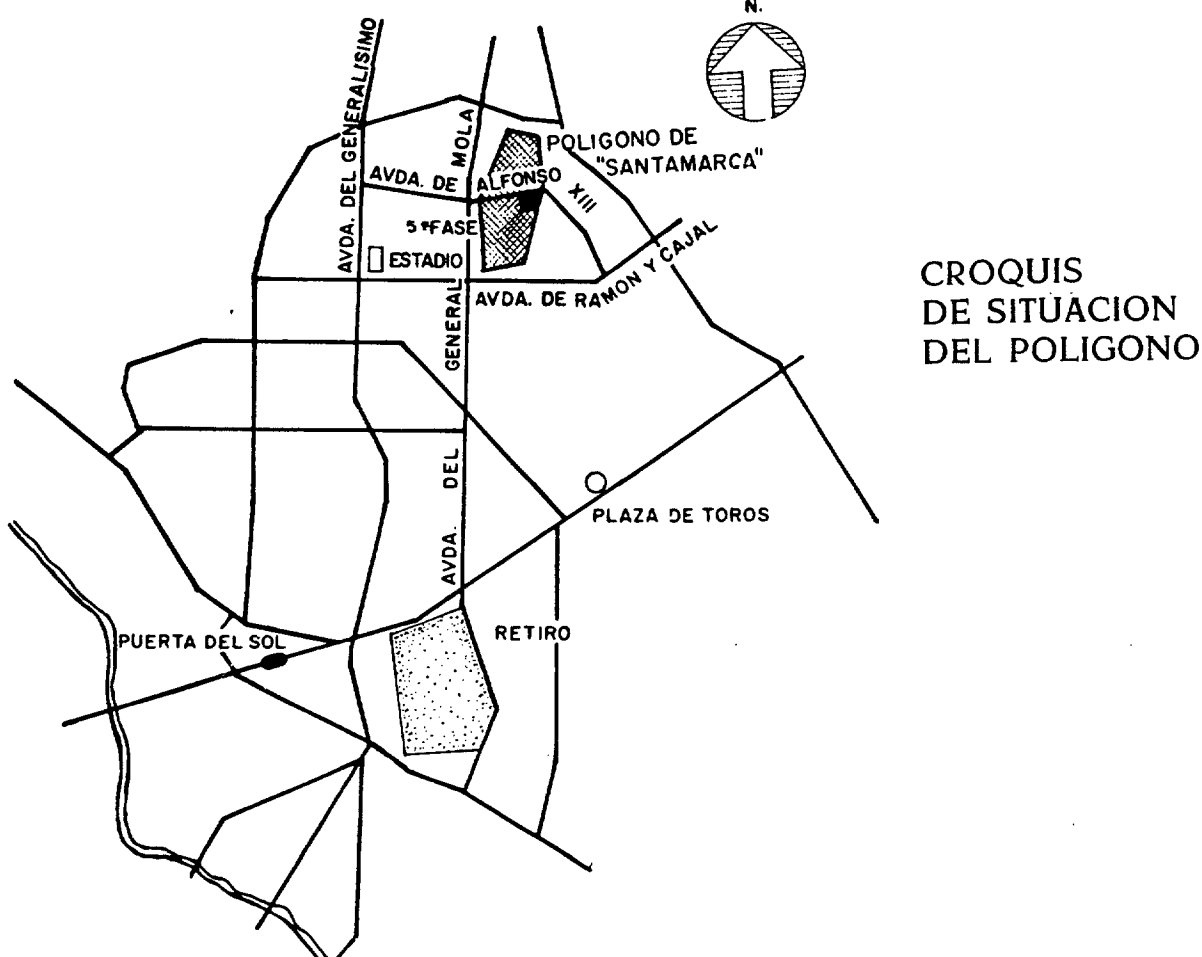 N.
AVDA. DEL GENERALISIMO
MOLA
POLIGONO DE
"SANTAMARCA"
AVDA. DE ALFONSO XIII
5ª FASE
ESTADIO
AVDA. DE RAMON Y CAJAL
CROQUIS
DE SITUACION
DEL POLIGONO
AVDA. DEL GENERAL
PLAZA DE TOROS
PUERTA DEL SOL
RETIRO